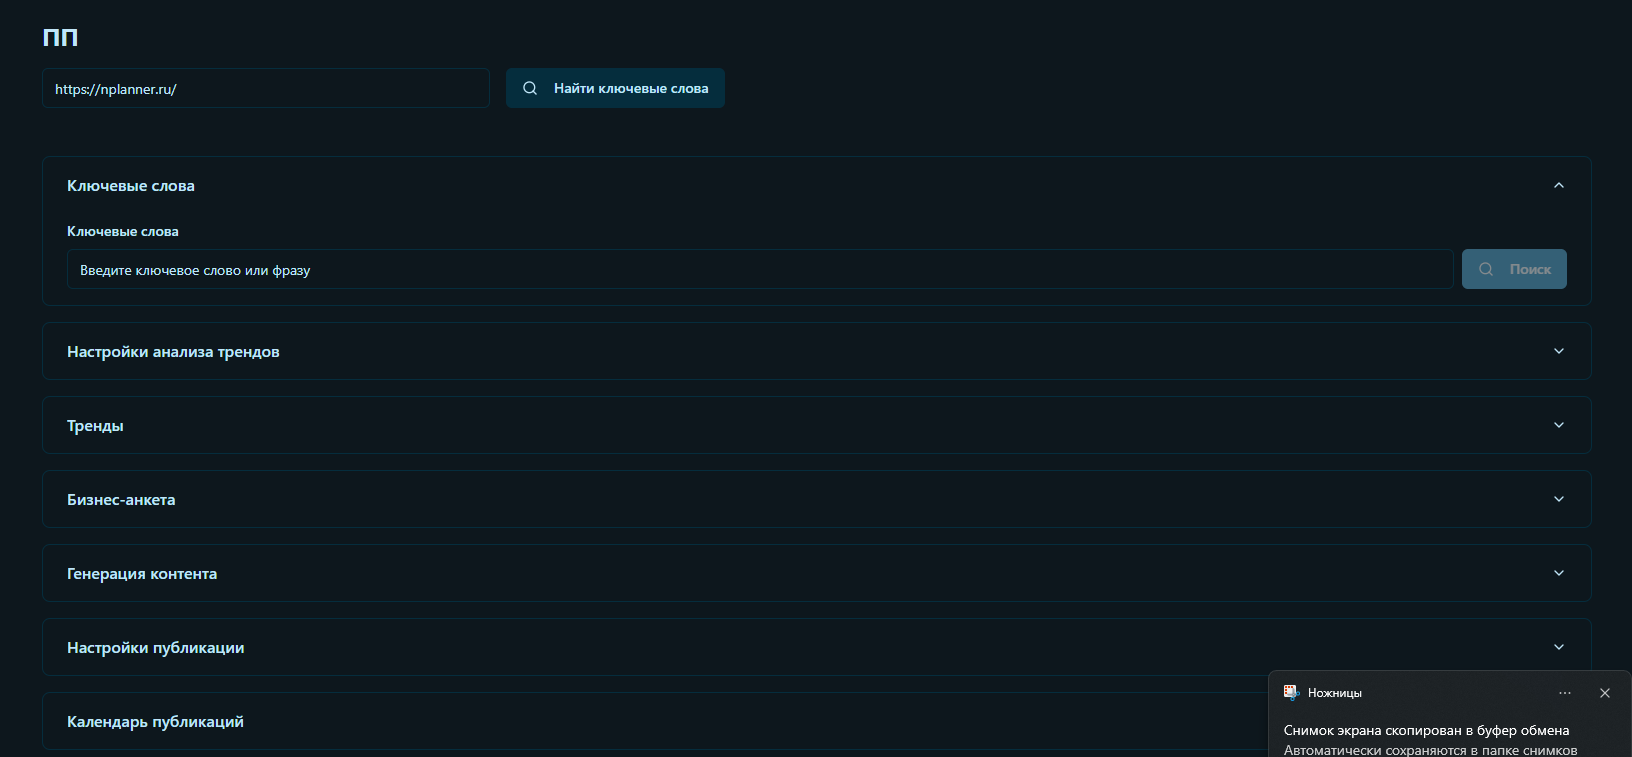 ПП
https://nplanner.ru/
Найти ключевые слова
Ключевые слова
Ключевые слова
Введите ключевое слово или фразу
Поиск
Настройки анализа трендов
Тренды
Бизнес-анкета
Генерация контента
Настройки публикации
Календарь публикаций
Ножницы
Снимок экрана скопирован в буфер обмена
Автоматически сохраняются в папке снимков